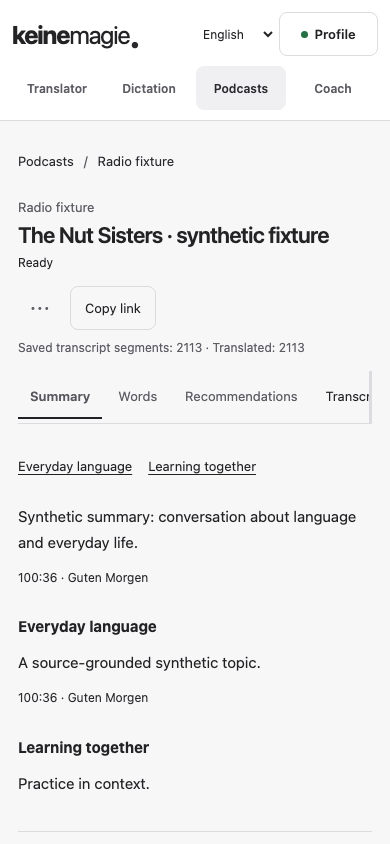 keinemagie.
English
Profile
Translator
Dictation
Podcasts
Coach
Podcasts / Radio fixture
Radio fixture
The Nut Sisters · synthetic fixture
Ready
···
Copy link
Saved transcript segments: 2113 · Translated: 2113
Summary
Words
Recommendations
Transcr
Everyday language
Learning together
Synthetic summary: conversation about language
and everyday life.
100:36 · Guten Morgen
Everyday language
A source-grounded synthetic topic.
100:36 · Guten Morgen
Learning together
Practice in context.